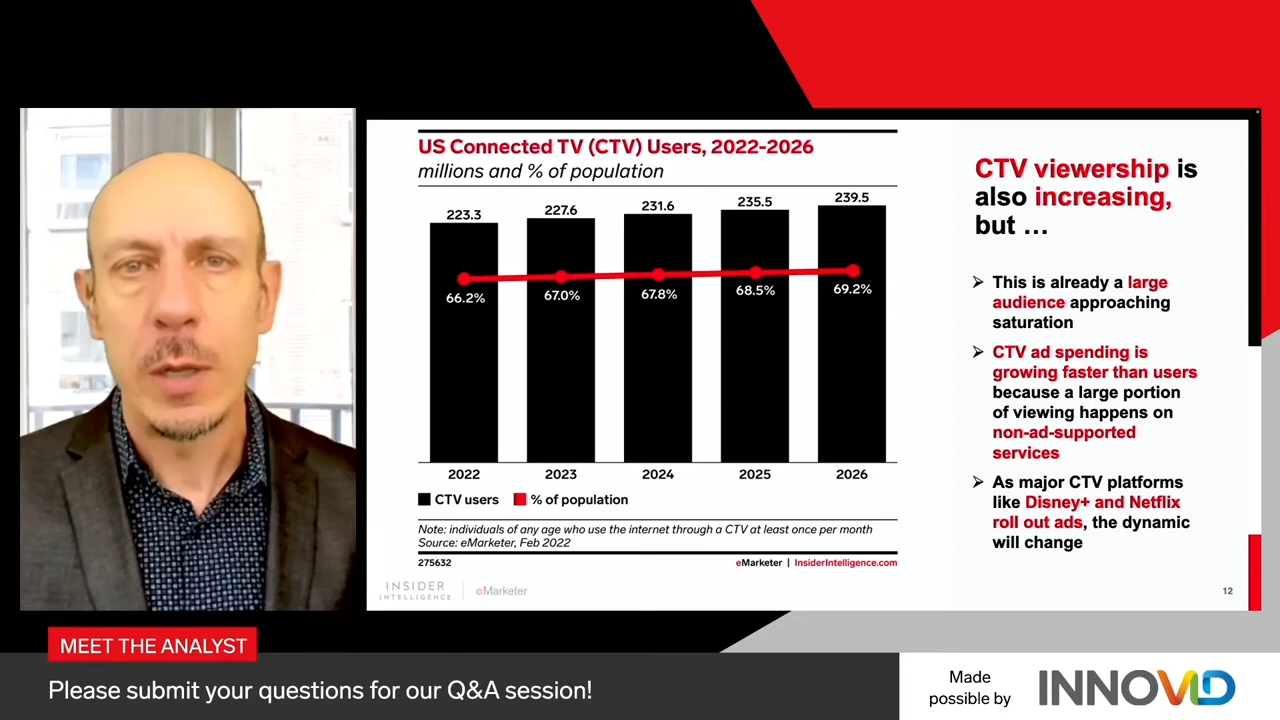 US Connected TV (CTV) Users, 2022-2026
millions and % of population
223.3
227.6
231.6
235.5
239.5
66.2%
67.0%
67.8%
68.5%
69.2%
2022
2023
2024
2025
2026
CTV users
% of population
Note: individuals of any age who use the internet through a CTV at least once per month
Source: eMarketer, Feb 2022
275632
eMarketer | InsiderIntelligence.com
INSIDER
INTELLIGENCE
eMarketer
CTV viewership is
also increasing,
but …
➢ This is already a large
audience approaching
saturation
➢ CTV ad spending is
growing faster than users
because a large portion
of viewing happens on
non-ad-supported
services
➢ As major CTV platforms
like Disney+ and Netflix
roll out ads, the dynamic
will change
12
MEET THE ANALYST
Please submit your questions for our Q&A session!
Made
possible by
INNOVID